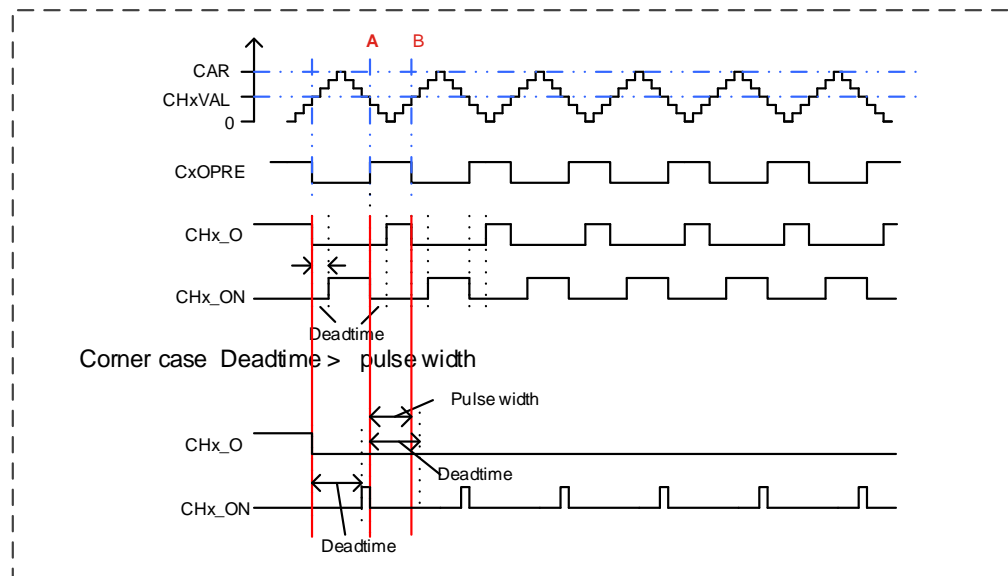 A B
CAR
CHxVAL
0
CxOPRE
CHx_O
CHx_ON
Deadtime
Corner case Deadtime > pulse width
Pulse width
CHx_O
Deadtime
CHx_ON
Deadtime